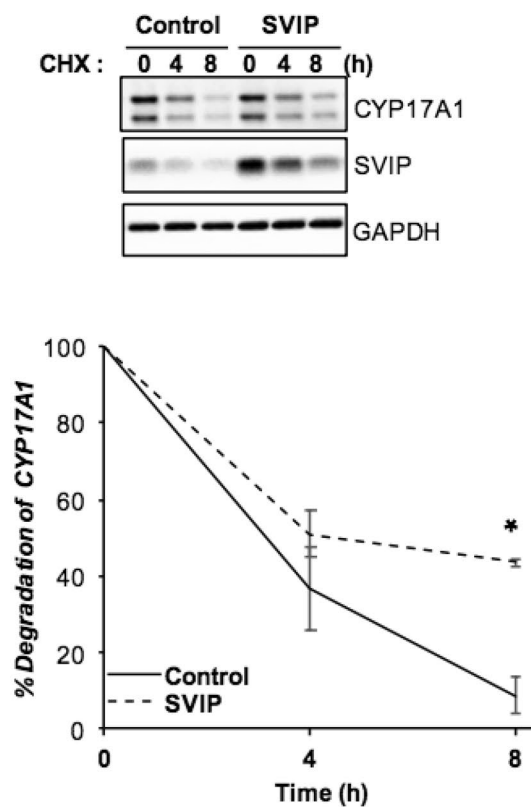 Control SVIP
CHX : 0 4 8 0 4 8 (h)
CYP17A1
SVIP
GAPDH
% Degradation of CYP17A1
100
80
60
40
20
0
*
Control
SVIP
0 4 8
Time (h)